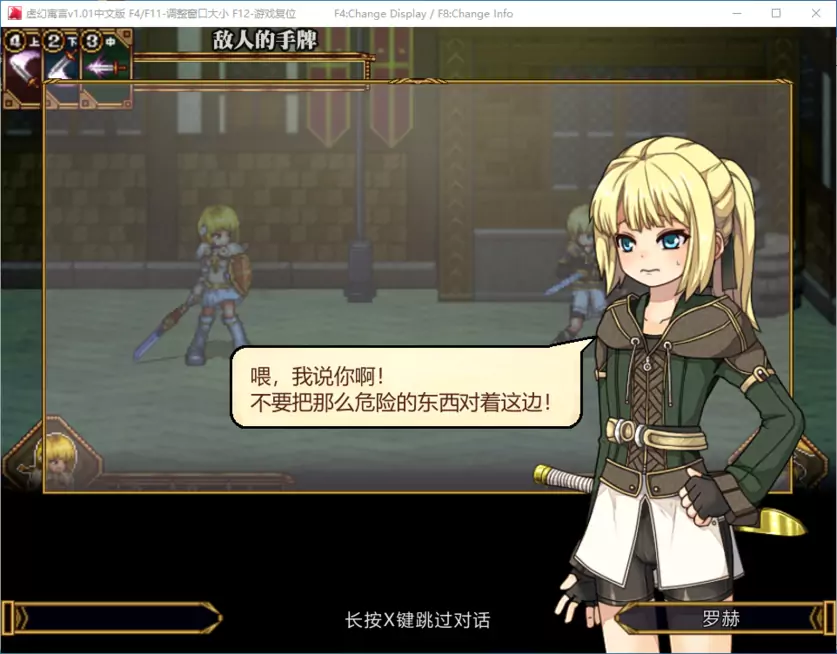 虚幻寓言v1.01中文版 F4/F11-调整窗口大小 F12-游戏复位 F4:Change Display / F8:Change Info
4上 2下 3中
敌人的手牌
喂，我说你啊！
不要把那么危险的东西对着这边！
长按X键跳过对话
罗赫